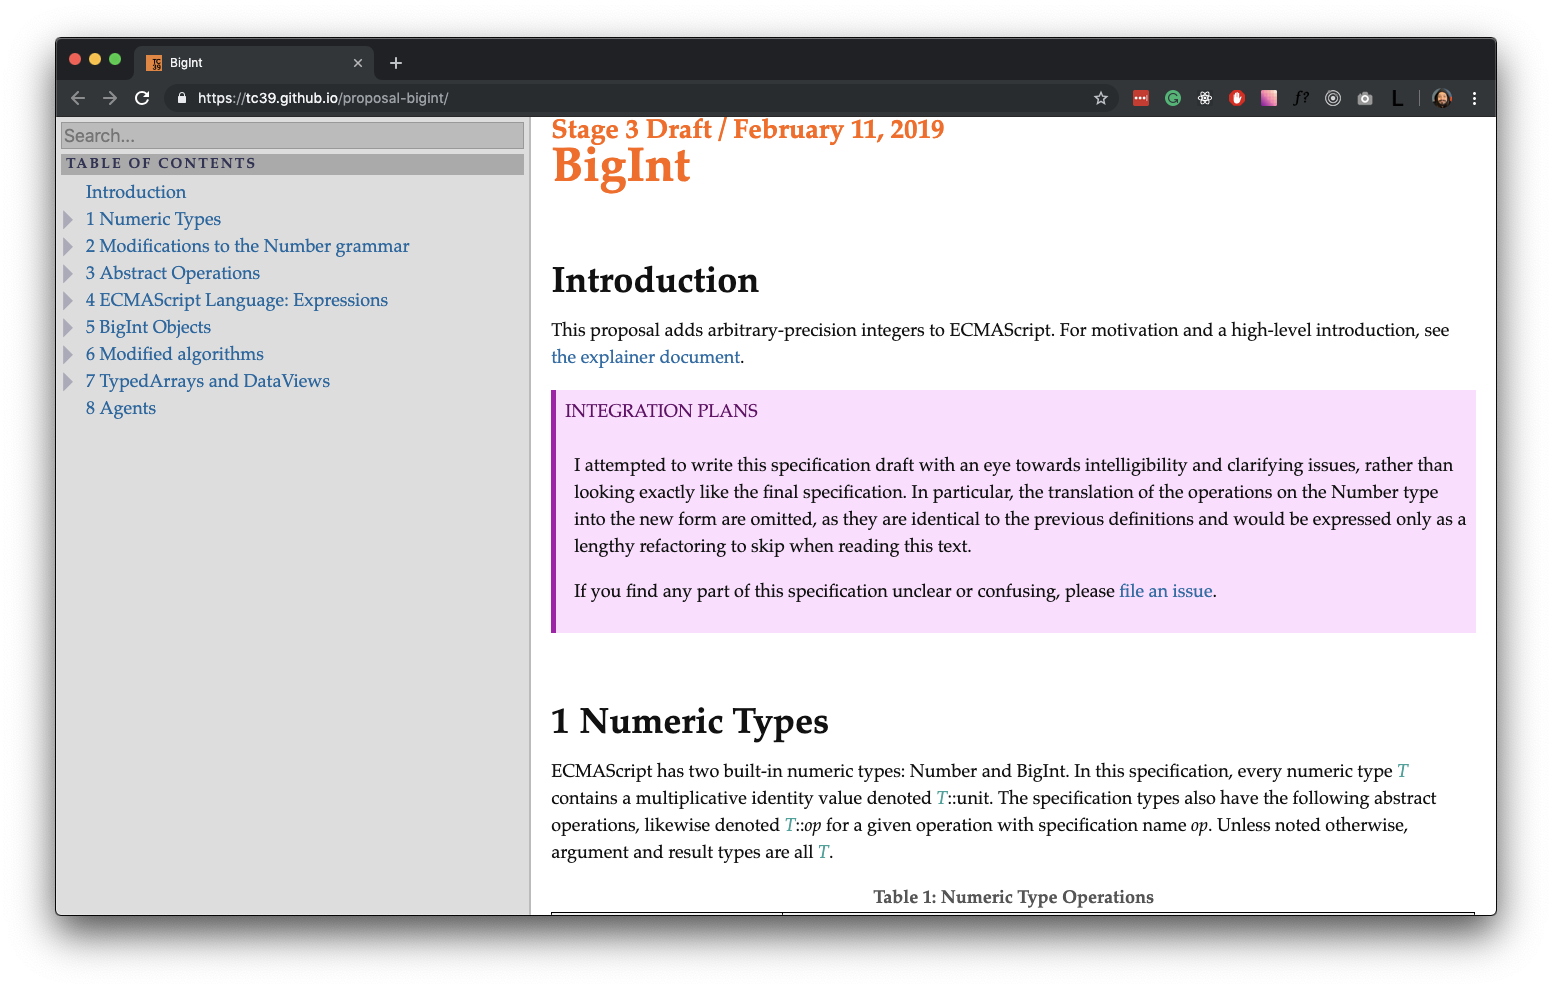 TC
39
BigInt
https://tc39.github.io/proposal-bigint/
f?
L
Search...
TABLE OF CONTENTS
Introduction
1 Numeric Types
2 Modifications to the Number grammar
3 Abstract Operations
4 ECMAScript Language: Expressions
5 BigInt Objects
6 Modified algorithms
7 TypedArrays and DataViews
8 Agents
Stage 3 Draft / February 11, 2019
BigInt
Introduction
This proposal adds arbitrary-precision integers to ECMAScript. For motivation and a high-level introduction, see
the explainer document.
INTEGRATION PLANS
I attempted to write this specification draft with an eye towards intelligibility and clarifying issues, rather than
looking exactly like the final specification. In particular, the translation of the operations on the Number type
into the new form are omitted, as they are identical to the previous definitions and would be expressed only as a
lengthy refactoring to skip when reading this text.
If you find any part of this specification unclear or confusing, please file an issue.
1 Numeric Types
ECMAScript has two built-in numeric types: Number and BigInt. In this specification, every numeric type T
contains a multiplicative identity value denoted T::unit. The specification types also have the following abstract
operations, likewise denoted T::op for a given operation with specification name op. Unless noted otherwise,
argument and result types are all T.
Table 1: Numeric Type Operations